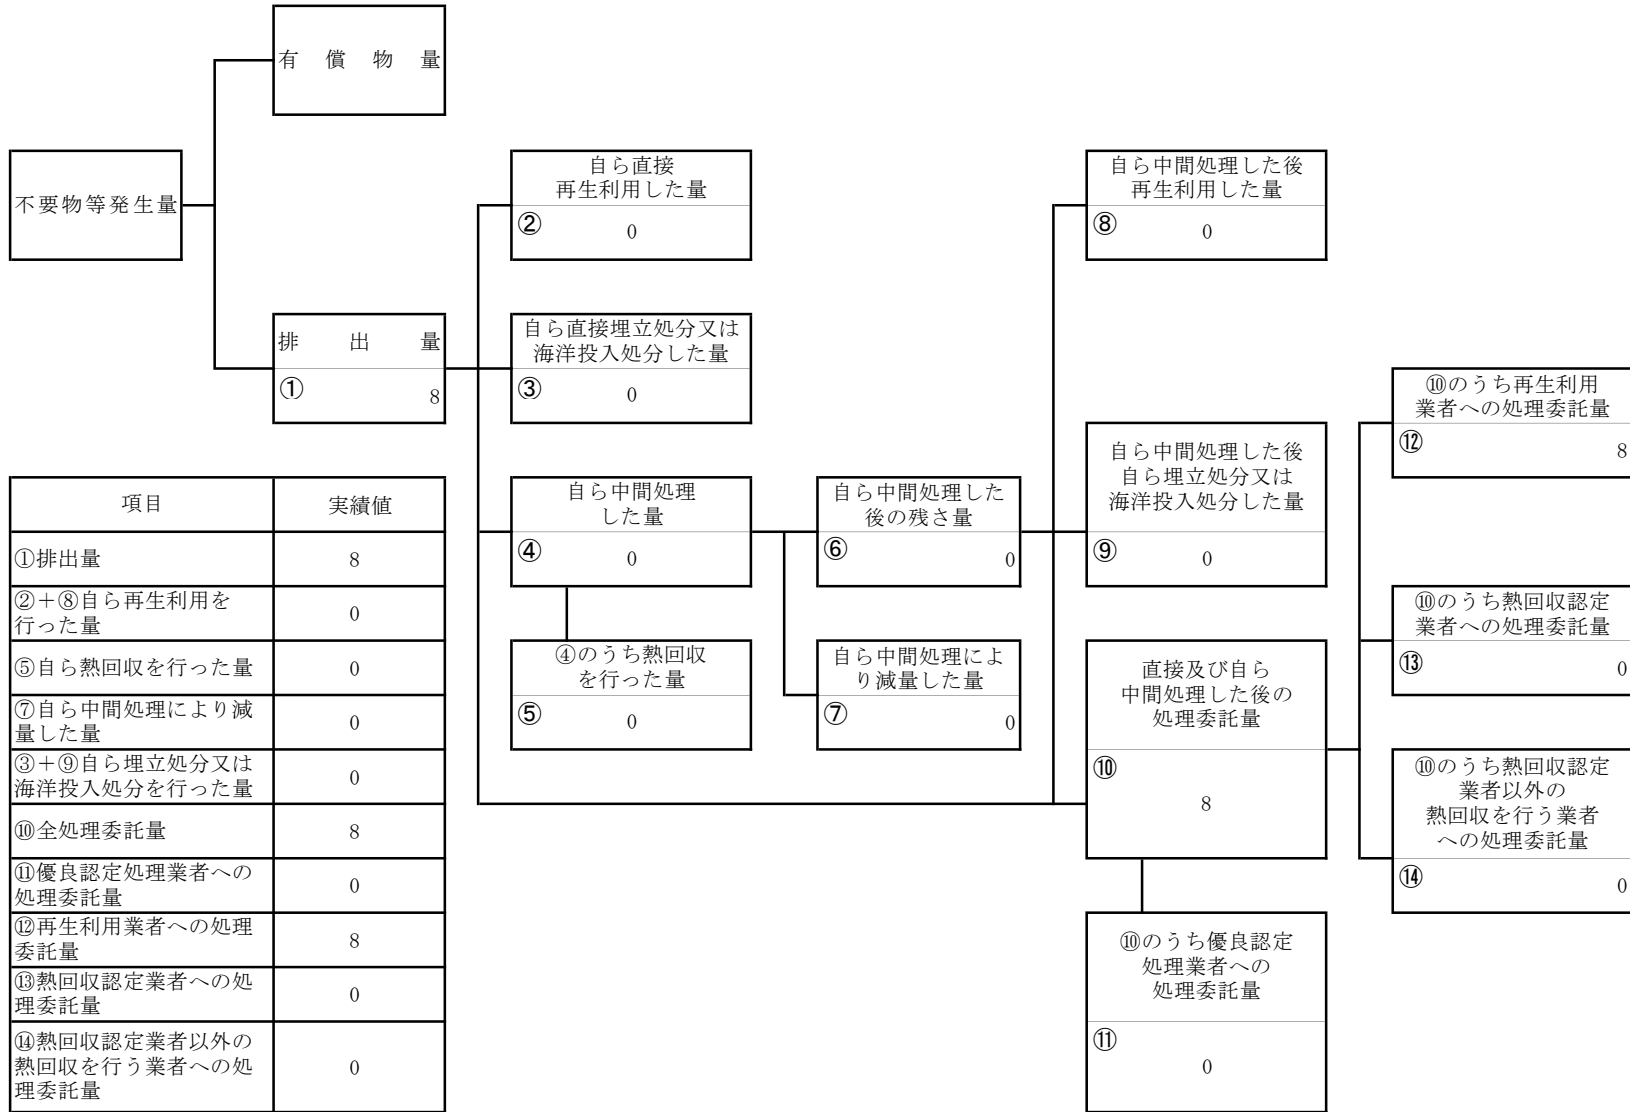 有償物量
不要物等発生量
排出量
① 8
自ら直接
再生利用した量
② 0
自ら直接埋立処分又は
海洋投入処分した量
③ 0
自ら中間処理
した量
④ 0
④のうち熱回収
を行った量
⑤ 0
自ら中間処理した
後の残さ量
⑥ 0
自ら中間処理によ
り減量した量
⑦ 0
自ら中間処理した後
再生利用した量
⑧ 0
自ら中間処理した後
自ら埋立処分又は
海洋投入処分した量
⑨ 0
直接及び自ら
中間処理した後の
処理委託量
⑩
8
⑩のうち優良認定
処理業者への
処理委託量
⑪
0
⑩のうち再生利用
業者への処理委託量
⑫ 8
⑩のうち熱回収認定
業者への処理委託量
⑬ 0
⑩のうち熱回収認定
業者以外の
熱回収を行う業者
への処理委託量
⑭ 0
項目 実績値
①排出量 8
②+⑧自ら再生利用を
行った量 0
⑤自ら熱回収を行った量 0
⑦自ら中間処理により減
量した量 0
③+⑨自ら埋立処分又は
海洋投入処分を行った量 0
⑩全処理委託量 8
⑪優良認定処理業者への
処理委託量 0
⑫再生利用業者への処理
委託量 8
⑬熱回収認定業者への処
理委託量 0
⑭熱回収認定業者以外の
熱回収を行う業者への処 0
理委託量